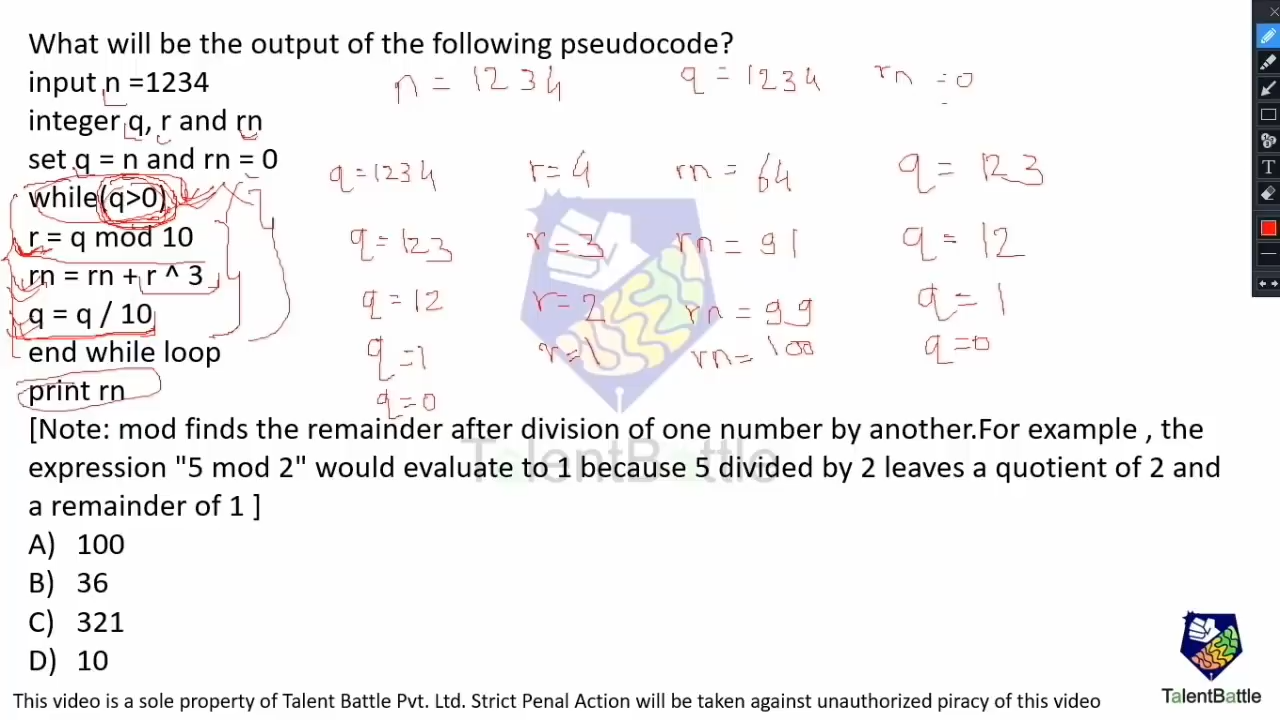 What will be the output of the following pseudocode?
input n =1234
n = 1234
q = 1234
rn = 0
integer q, r and rn
set q = n and rn = 0
q=1234 r=4 rn = 64 q = 123
while(q>0)
r = q mod 10
q=123 r=3 rn = 91 q = 12
rn = rn + r ^ 3
q=12 r=2 rn=99 q=1
q = q / 10
end while loop
q=1 r=1 rn=100 q=0
print rn
q=0
[Note: mod finds the remainder after division of one number by another.For example , the
expression "5 mod 2" would evaluate to 1 because 5 divided by 2 leaves a quotient of 2 and
a remainder of 1 ]
TalentBattle
A) 100
B) 36
C) 321
D) 10
TalentBattle
This video is a sole property of Talent Battle Pvt. Ltd. Strict Penal Action will be taken against unauthorized piracy of this video